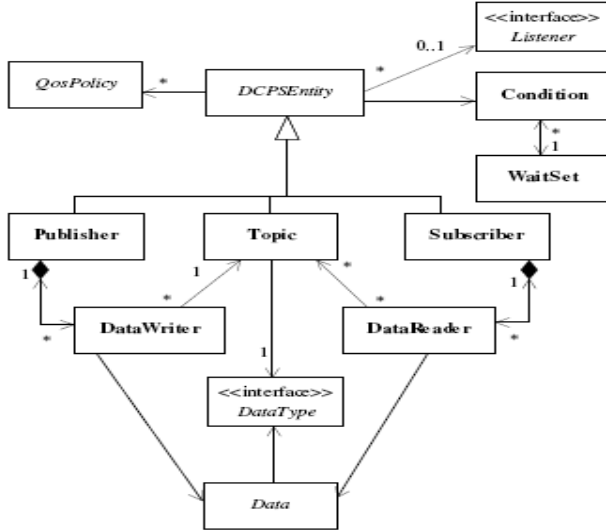 <<interface>>
Listener
0..1
*
QosPolicy
*
DCPSEntity
Condition
*
1
WaitSet
Publisher
Topic
Subscriber
1
1
*
*
*
1
*
*
DataWriter
DataReader
1
<<interface>>
DataType
Data